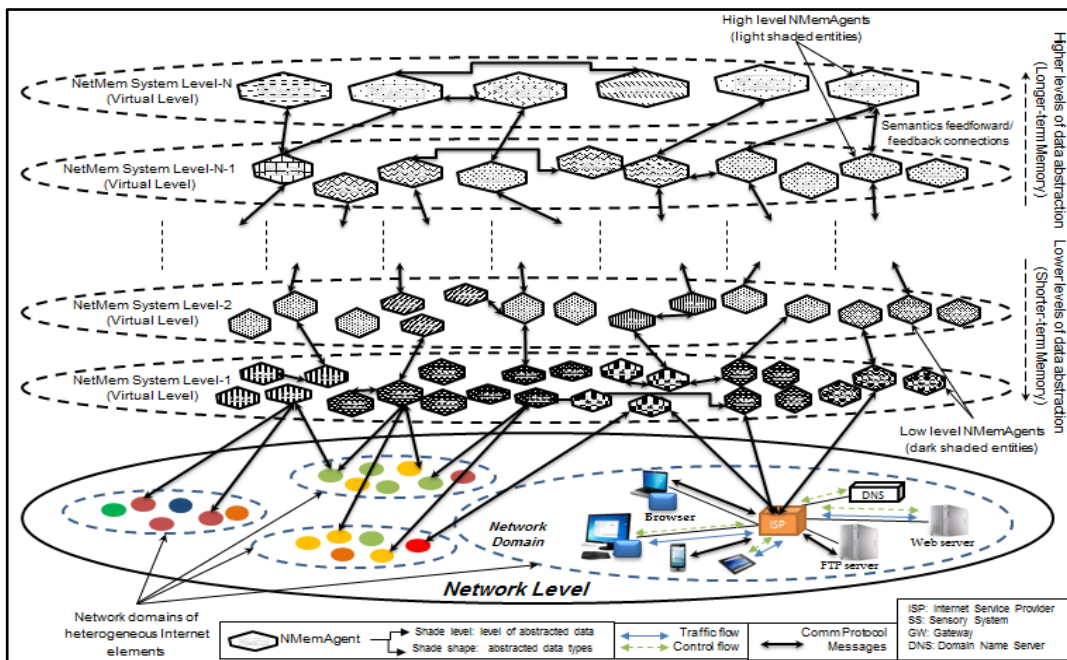 High level NMemAgents
(light shaded entities)
NetMem System Level-N
(Virtual Level)
Semantics feedforward/
feedback connections
NetMem System Level-N-1
(Virtual Level)
Higher levels of data abstraction
(Longer-term Memory)
Lower levels of data abstraction
(Shorter-term Memory)
NetMem System Level-2
(Virtual Level)
NetMem System Level-1
(Virtual Level)
Low level NMemAgents
(dark shaded entities)
DNS
Browser
ISP
Network
Domain
Web server
FTP server
Network Level
Network domains of
heterogeneous Internet
elements
NMemAgent
Shade level: level of abstracted data
Shade shape: abstracted data types
Traffic flow
Control flow
Comm Protocol
Messages
ISP: Internet Service Provider
SS: Sensory System
GW: Gateway
DNS: Domain Name Server